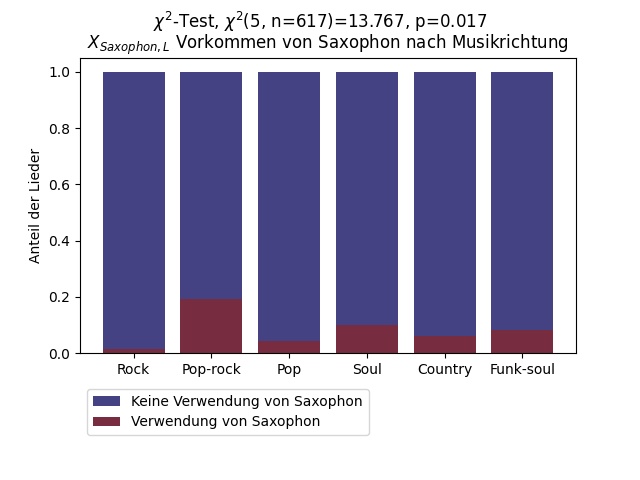 χ²-Test, χ²(5, n=617)=13.767, p=0.017
X_{Saxophon, L} Vorkommen von Saxophon nach Musikrichtung
Anteil der Lieder
1.0
0.8
0.6
0.4
0.2
0.0
Rock Pop-rock Pop Soul Country Funk-soul
Keine Verwendung von Saxophon
Verwendung von Saxophon